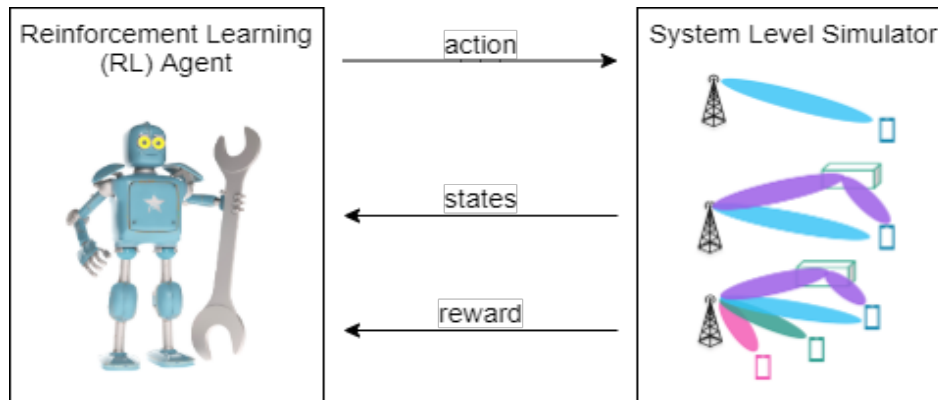 Reinforcement Learning
(RL) Agent
action
states
reward
System Level Simulator